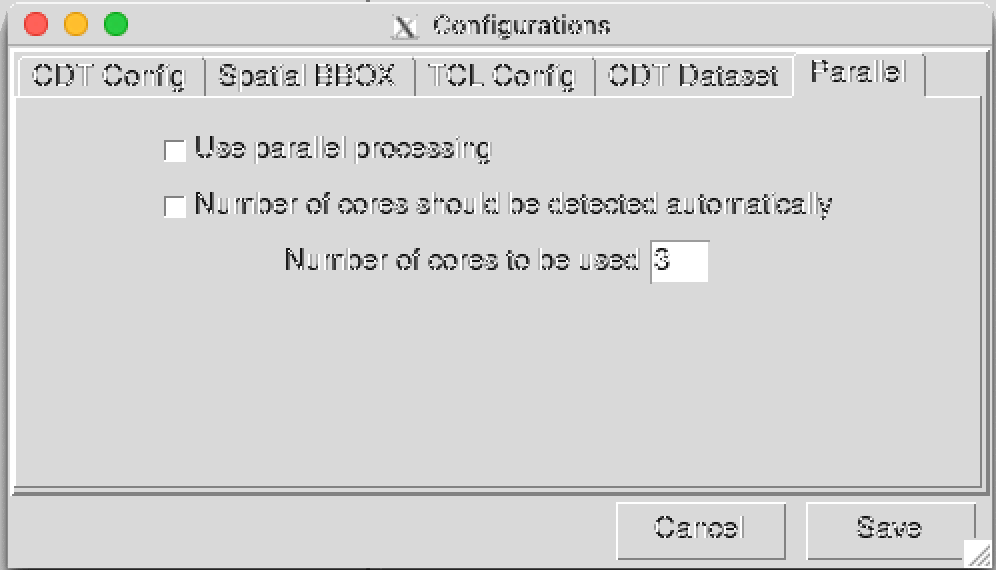 Configurations
CDT Config Spatial BBOX TCL Config CDT Dataset Parallel
Use parallel processing
Number of cores should be detected automatically
Number of cores to be used 3
Cancel Save